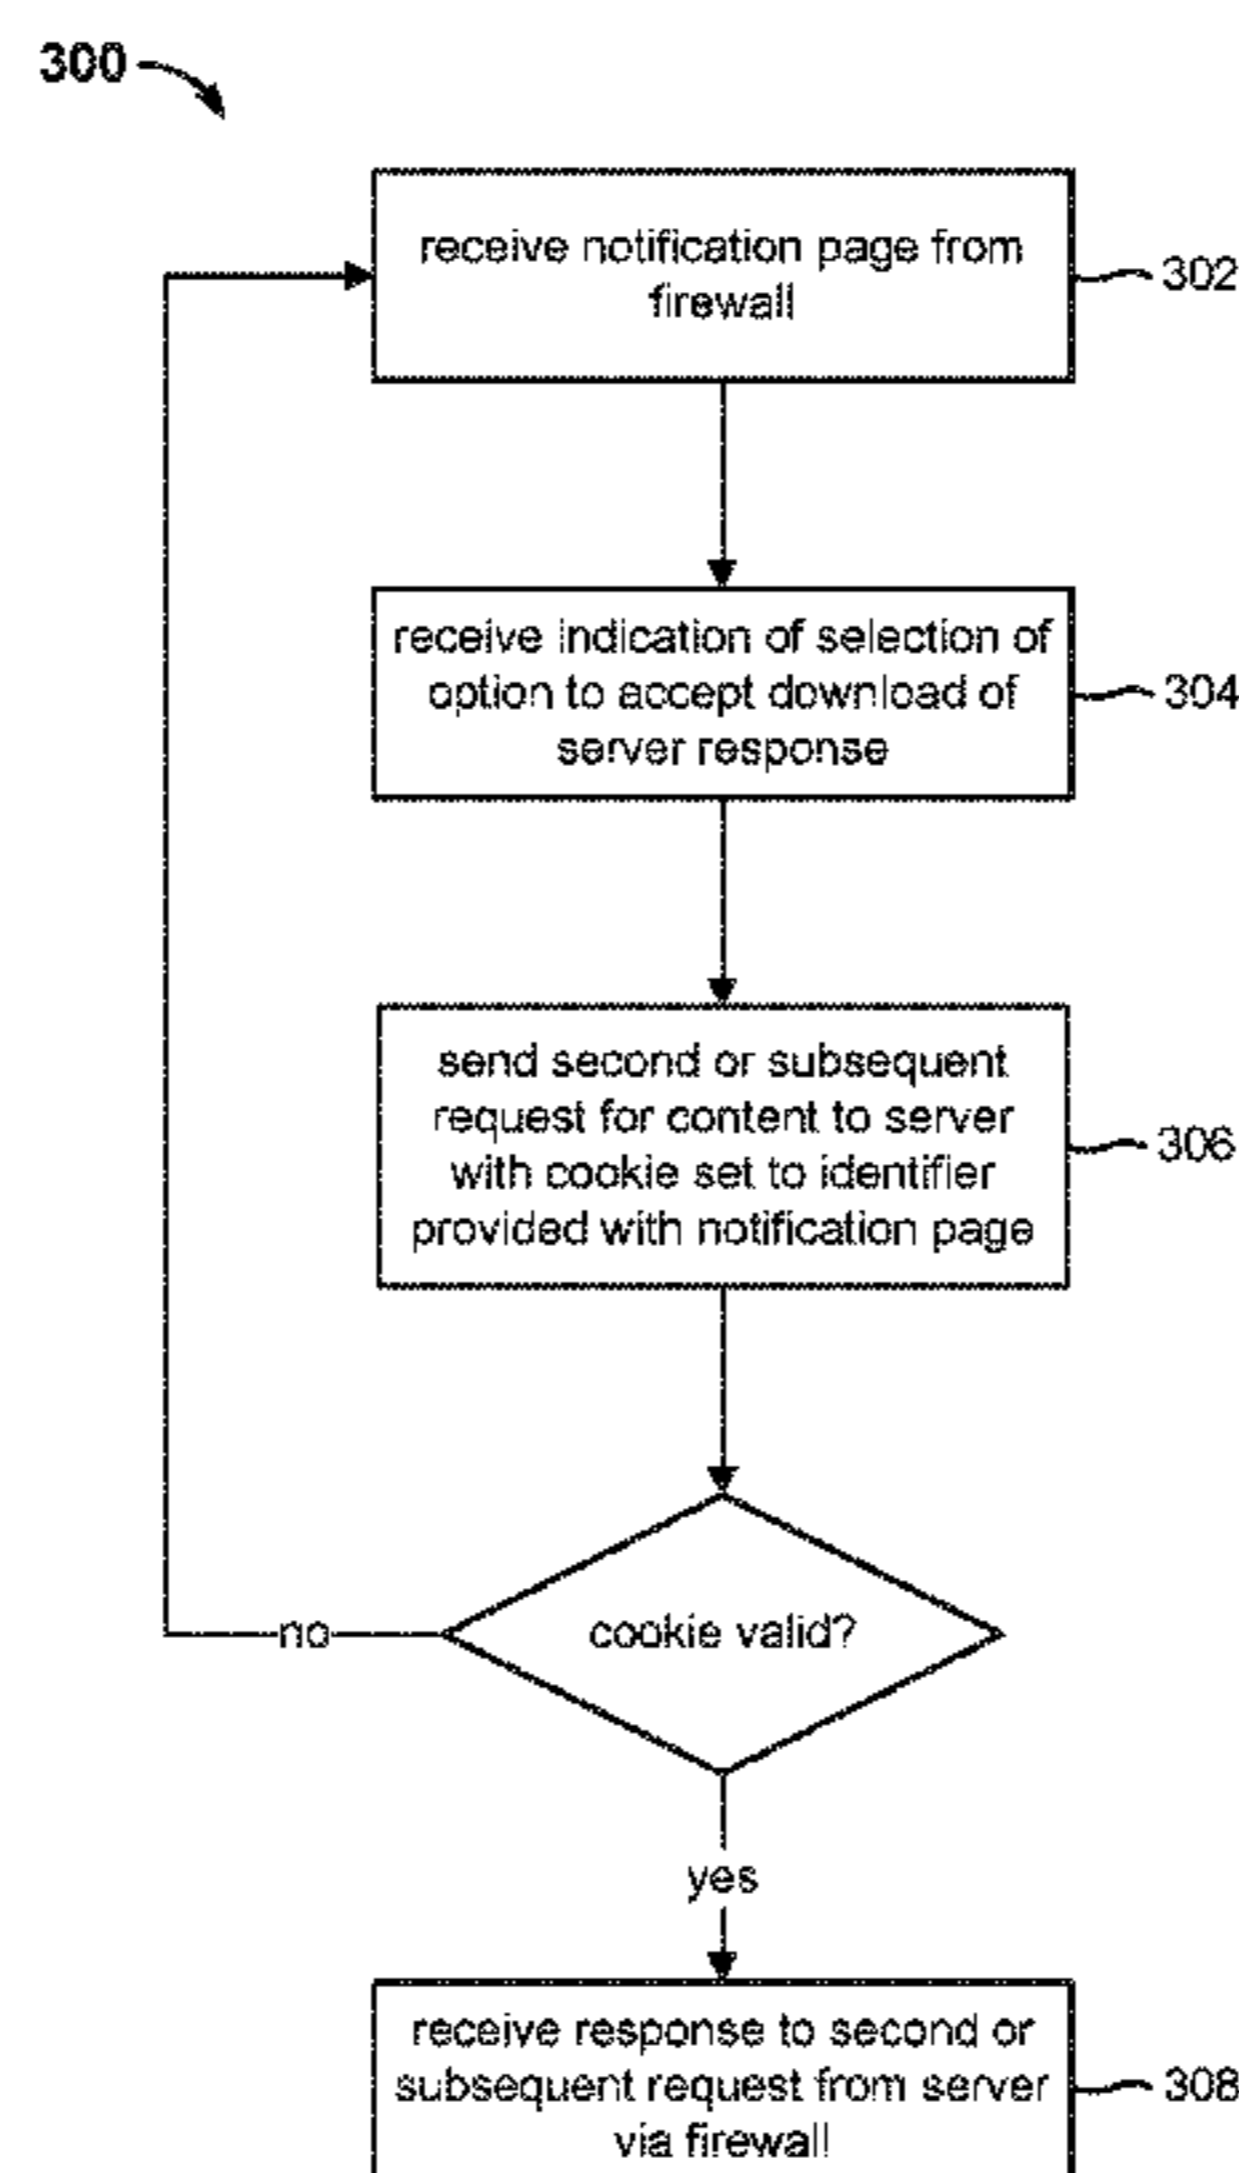 300
receive notification page from
firewall
302
receive indication of selection of
option to accept download of
server response
304
send second or subsequent
request for content to server
with cookie set to identifier
provided with notification page
306
cookie valid?
no
yes
receive response to second or
subsequent request from server
via firewall
308